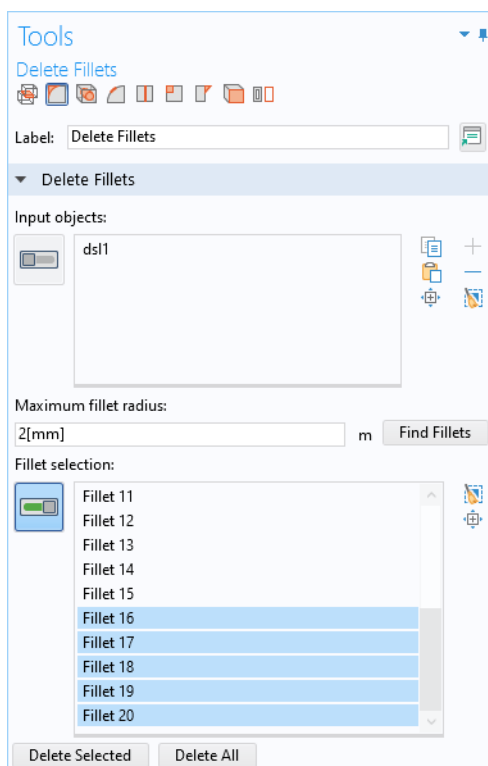 Tools
Delete Fillets
Label: Delete Fillets
Delete Fillets
Input objects:
dsl1
Maximum fillet radius:
2[mm] m Find Fillets
Fillet selection:
Fillet 11
Fillet 12
Fillet 13
Fillet 14
Fillet 15
Fillet 16
Fillet 17
Fillet 18
Fillet 19
Fillet 20
Delete Selected Delete All